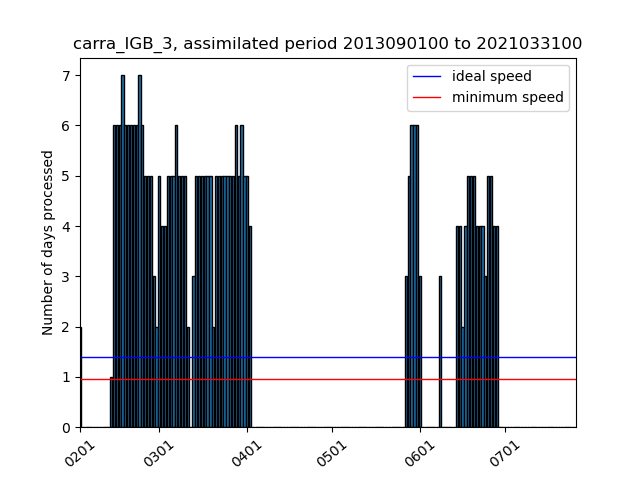 carra_IGB_3, assimilated period 2013090100 to 2021033100
ideal speed
minimum speed
Number of days processed
7
6
5
4
3
2
1
0
0201 0301 0401 0501 0601 0701